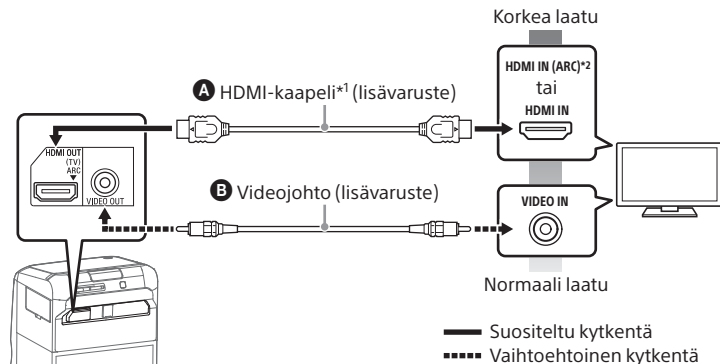 Korkea laatu
HDMI IN (ARC)*2
tai
HDMI IN
A HDMI-kaapeli*1 (lisävaruste)
HDMI OUT
(TV)
ARC
VIDEO OUT
B Videojohto (lisävaruste)
VIDEO IN
Normaali laatu
Suositeltu kytkentä
Vaihtoehtoinen kytkentä